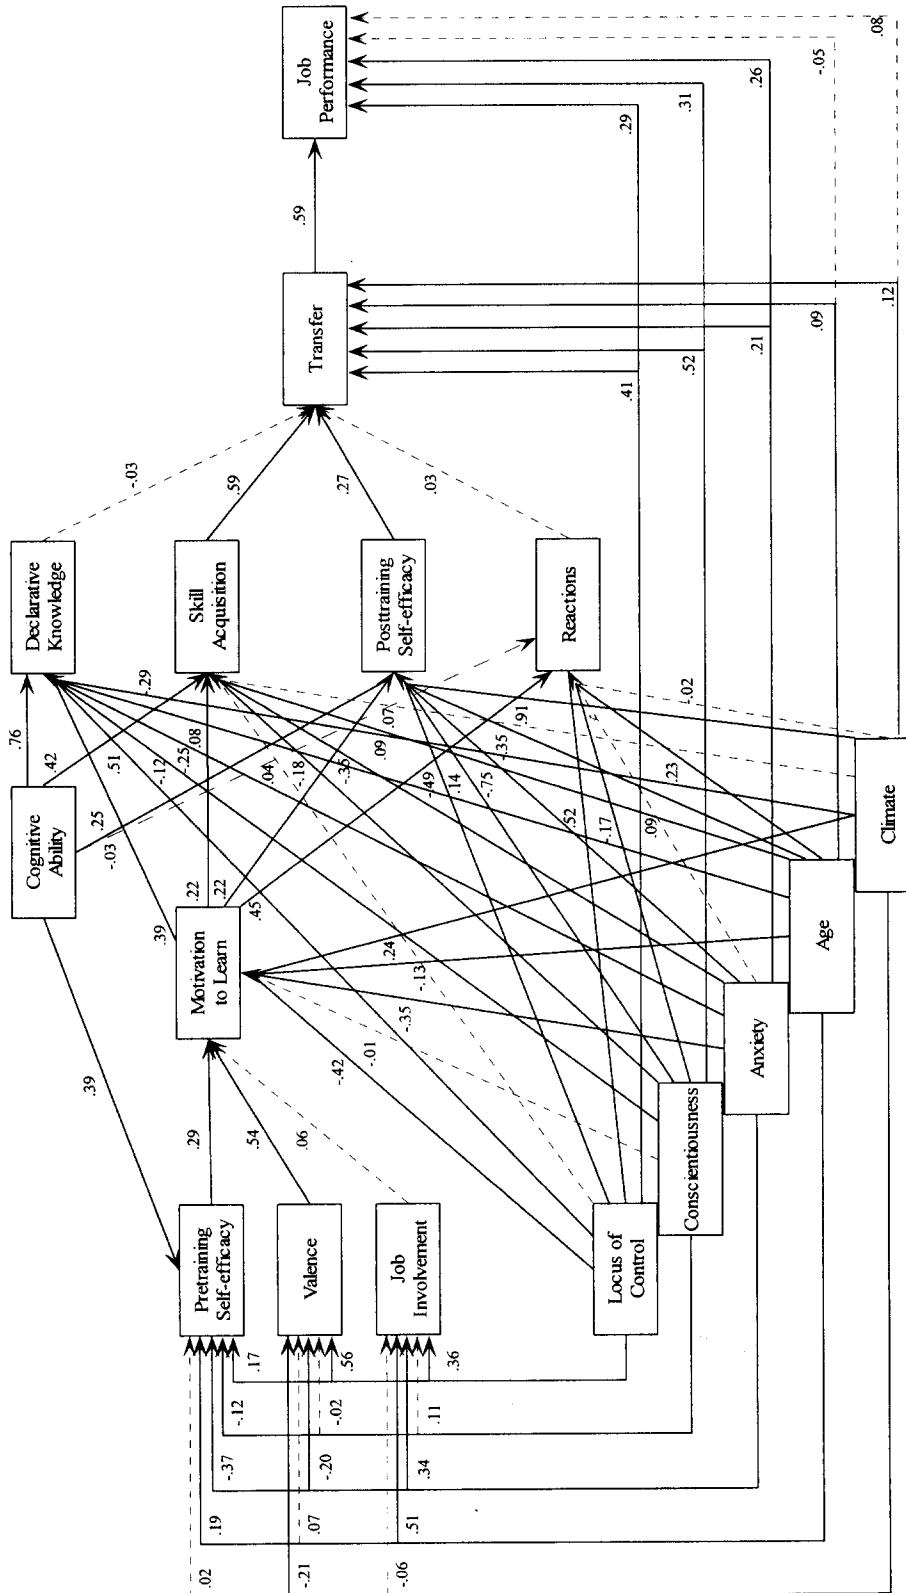 Cognitive
Ability
Declarative
Knowledge
.76
.42
.25
-.03
.39
.51
-.12
-.25
.08
-.29
-.03
Pretraining
Self-efficacy
.29
Motivation
to Learn
.39
.22
.22
.45
Skill
Acquisition
.59
Transfer
.59
Job
Performance
.02
.19
-.37
-.12
.17
Valence
.54
.04
-.18
-.35
.09
.07
Posttraining
Self-efficacy
.27
-.21
.07
-.20
-.02
.56
.06
-.49
.14
-.75
-.35
.91
Job
Involvement
Reactions
.03
-.06
.51
.34
.11
.36
-.42
-.01
-.35
-.13
.24
.52
-.17
.09
.23
-.02
Locus of
Control
.41
.29
Conscientiousness
.52
.31
Anxiety
.21
.26
Age
.09
-.05
Climate
.12
.08